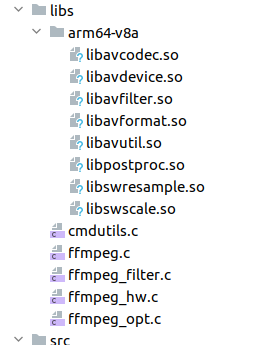 libs
arm64-v8a
libavcodec.so
libavdevice.so
libavfilter.so
libavformat.so
libavutil.so
libpostproc.so
libswresample.so
libswscale.so
cmdutils.c
ffmpeg.c
ffmpeg_filter.c
ffmpeg_hw.c
ffmpeg_opt.c
src